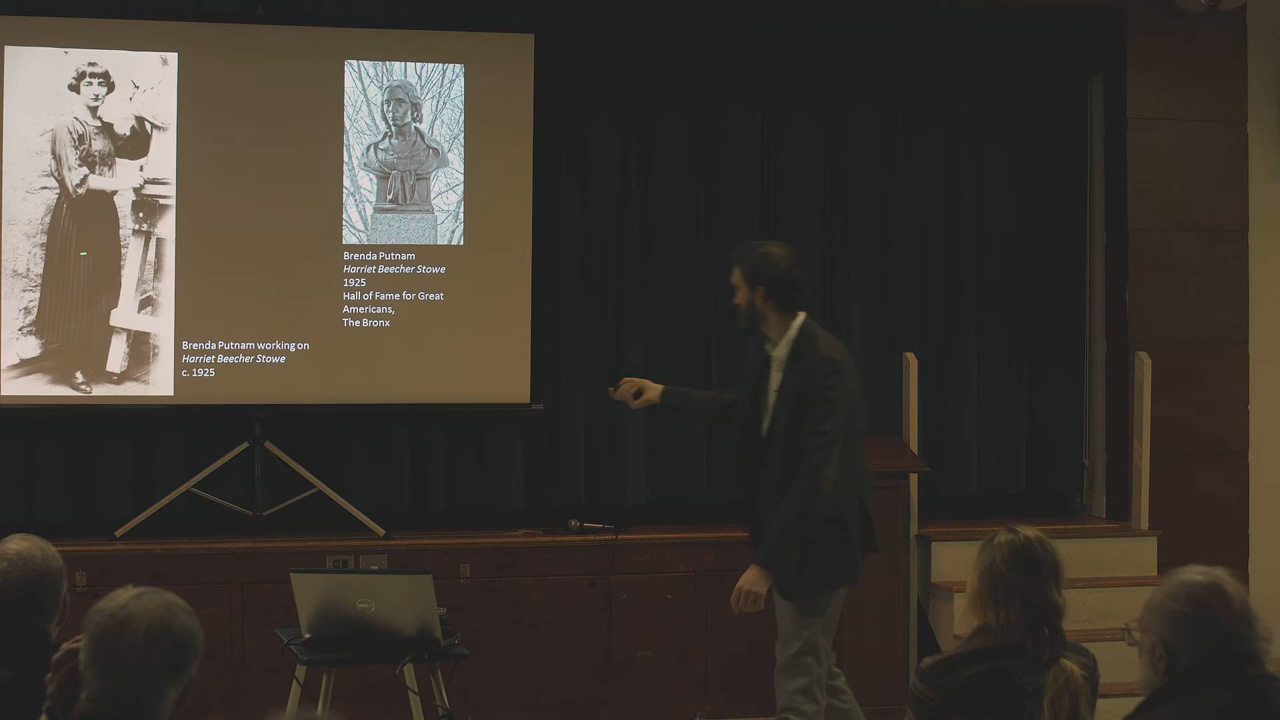 Brenda Putnam
Harriet Beecher Stowe
1925
Hall of Fame for Great
Americans,
The Bronx
Brenda Putnam working on
Harriet Beecher Stowe
c. 1925
DELL